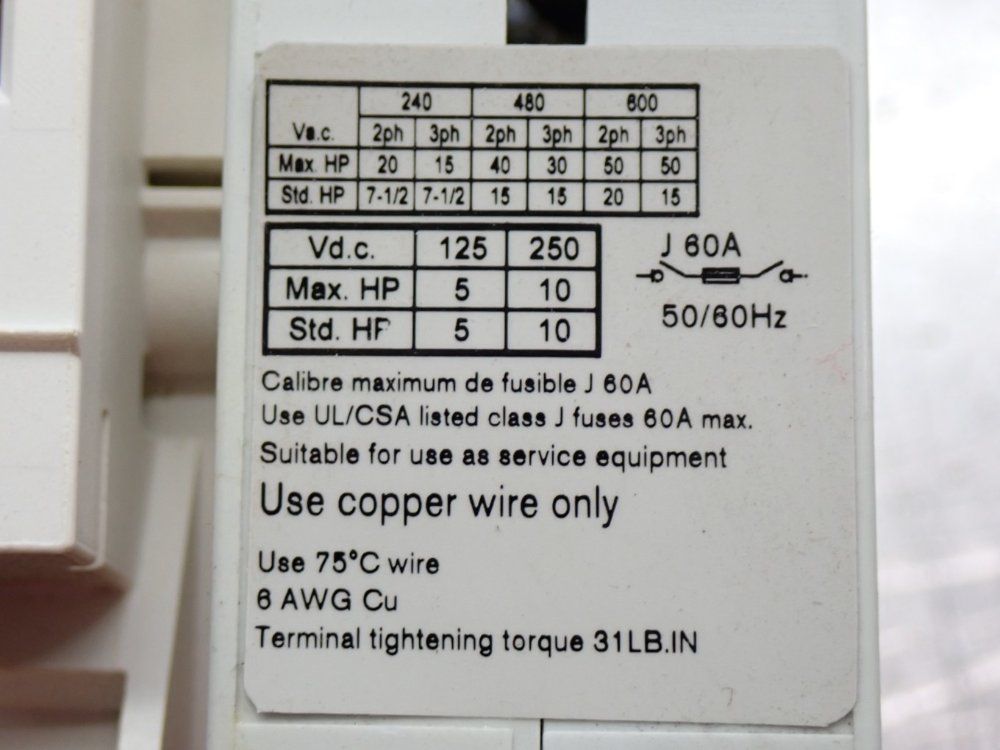 240 480 600
Va.c. 2ph 3ph 2ph 3ph 2ph 3ph
Max. HP 20 15 40 30 50 50
Std. HP 7-1/2 7-1/2 15 15 20 15
Vd.c. 125 250
Max. HP 5 10
Std. HP 5 10
J 60A
50/60Hz
Calibre maximum de fusible J 60A
Use UL/CSA listed class J fuses 60A max.
Suitable for use as service equipment
Use copper wire only
Use 75°C wire
6 AWG Cu
Terminal tightening torque 31LB.IN